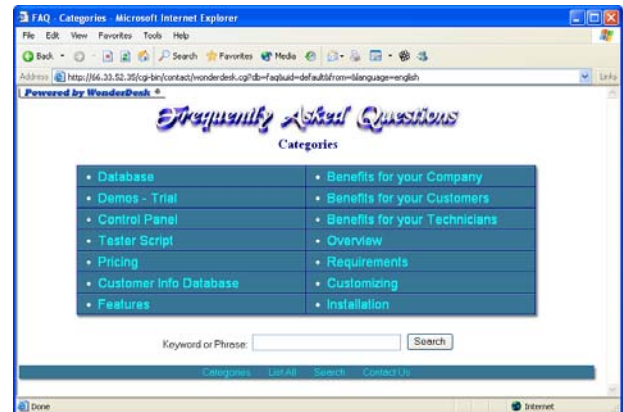 FAQ - Categories - Microsoft Internet Explorer
File Edit View Favorites Tools Help
Back Search Favorites Media
Address http://66.33.52.35/cgi-bin/contact/wonderdesk.cgi?db=faq&uid=default&from=&language=english Links
Powered by WonderDesk ®
Frequently Asked Questions
Categories
• Database • Benefits for your Company
• Demos - Trial • Benefits for your Customers
• Control Panel • Benefits for your Technicians
• Tester Script • Overview
• Pricing • Requirements
• Customer Info Database • Customizing
• Features • Installation
Keyword or Phrase: Search
Categories List All Search Contact Us
Done Internet